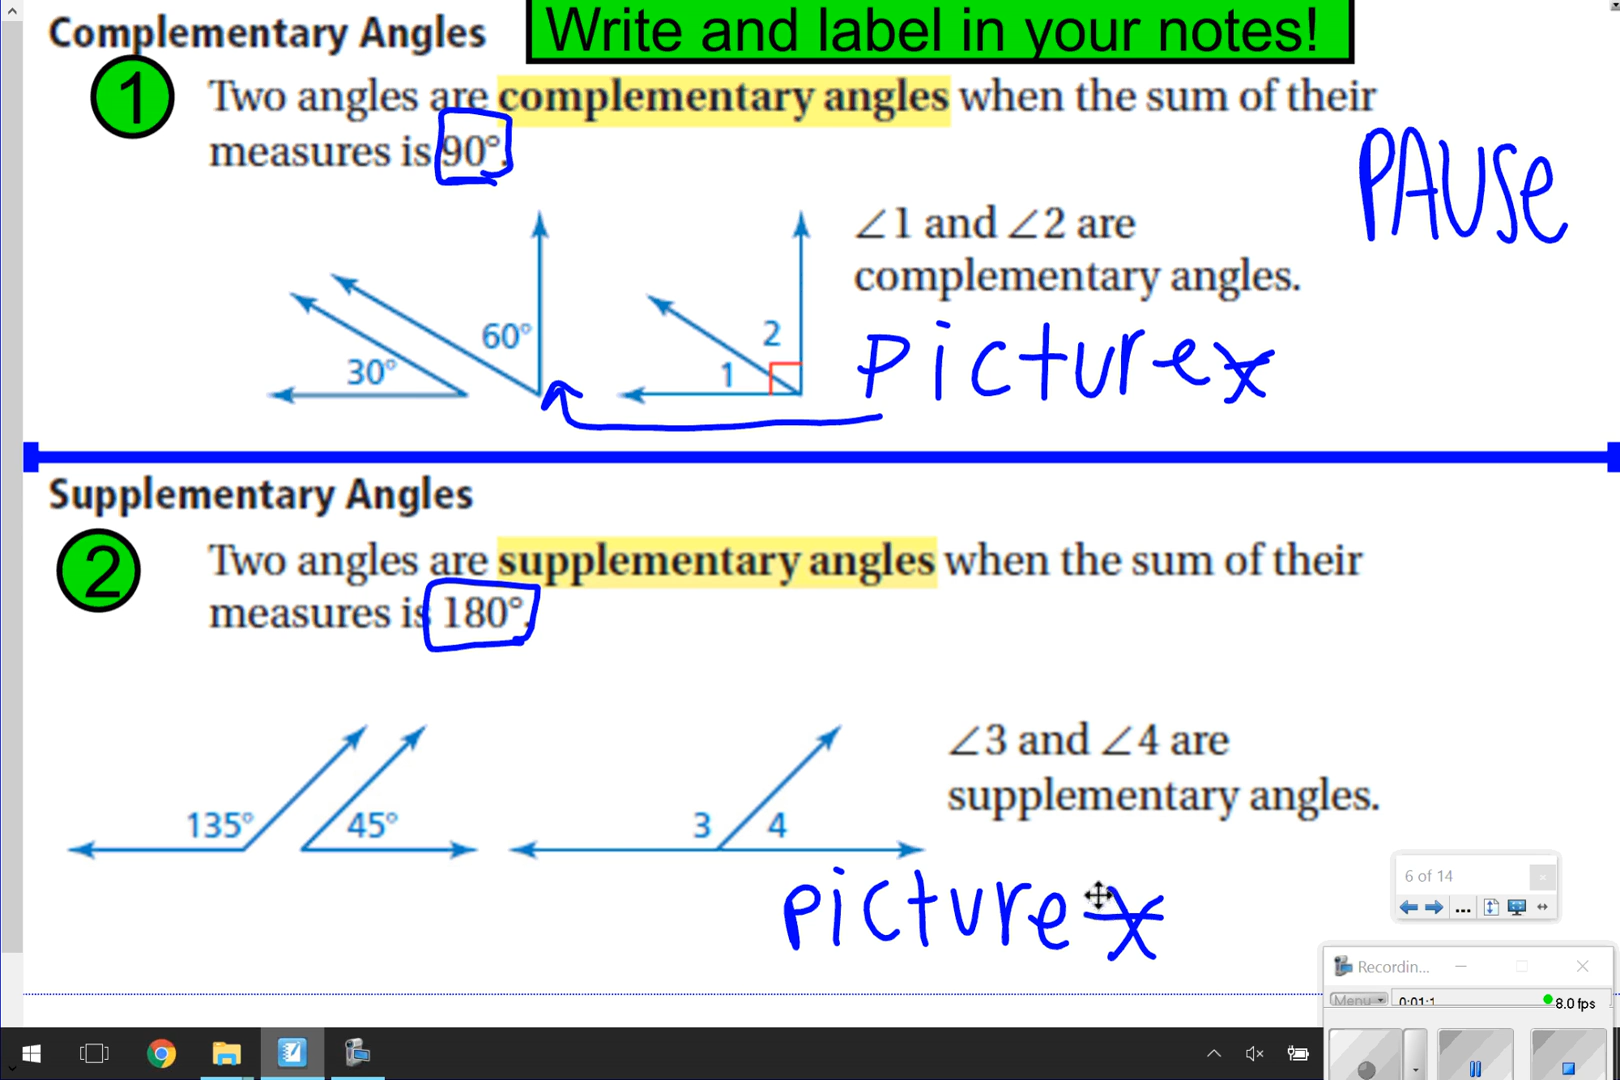 Complementary Angles
Write and label in your notes!
1
Two angles are complementary angles when the sum of their
measures is 90°.
PAUSe
∠1 and ∠2 are
complementary angles.
30°
60°
1
2
picture
Supplementary Angles
2
Two angles are supplementary angles when the sum of their
measures is 180°.
∠3 and ∠4 are
supplementary angles.
135°
45°
3
4
picture
6 of 14
...
Recordin...
Menu
8.0 fps